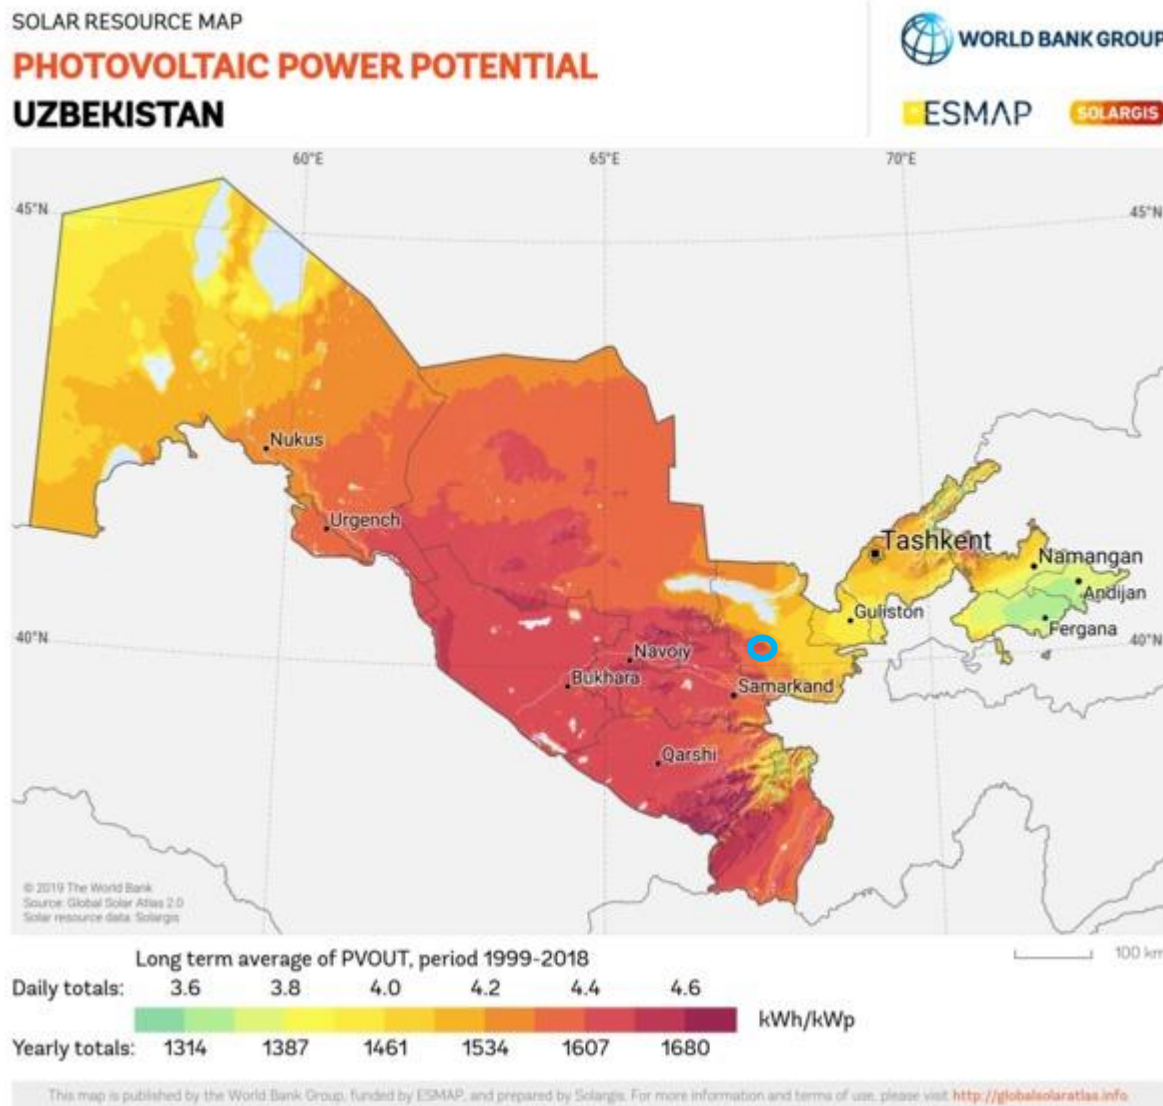 SOLAR RESOURCE MAP
PHOTOVOLTAIC POWER POTENTIAL
UZBEKISTAN
WORLD BANK GROUP
ESMAP
SOLARGIS
60°E 65°E 70°E
45°N 45°N
Nukus
Urgench
Tashkent
Namangan
Andijan
Guliston
Fergana
40°N 40°N
Navoiy
Bukhara
Samarkand
Qarshi
© 2019 The World Bank
Source: Global Solar Atlas 2.0
Solar resource data: Solargis
100 km
Long term average of PVOUT, period 1999-2018
Daily totals: 3.6 3.8 4.0 4.2 4.4 4.6
kWh/kWp
Yearly totals: 1314 1387 1461 1534 1607 1680
This map is published by the World Bank Group, funded by ESMAP, and prepared by Solargis. For more information and terms of use, please visit http://globalsolaratlas.info.